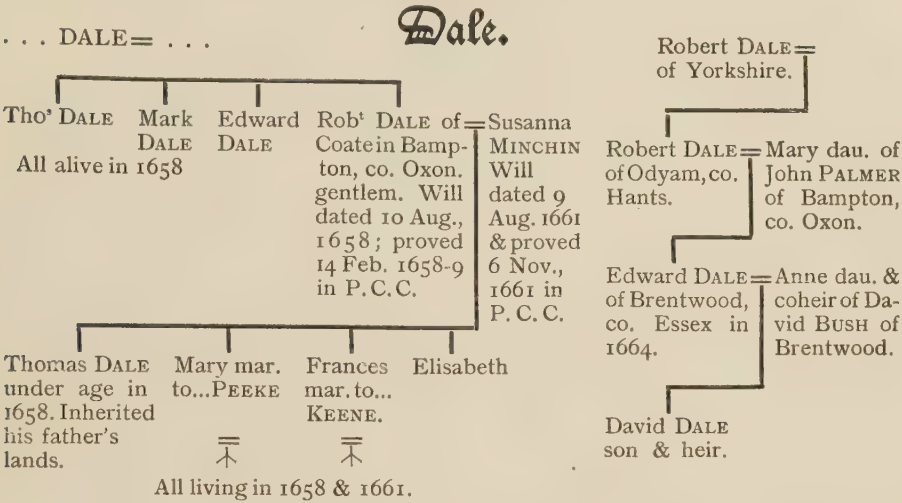 Dale.
. . . DALE= . . .
Tho⁸ DALE
Mark
DALE
Edward
DALE
All alive in 1658
Robᵗ DALE of=Susanna
Coate in Bamp-
ton, co. Oxon.
gentlem. Will
dated 10 Aug.,
1658; proved
14 Feb. 1658-9
in P. C. C.
MINCHIN
Will
dated 9
Aug. 1661
& proved
6 Nov.,
1661 in
P. C. C.
Thomas DALE
under age in
1658. Inherited
his father's
lands.
Mary mar.
to...PEEKE
=
Frances
mar. to...
KEENE.
=
Elisabeth
All living in 1658 & 1661.
Robert DALE=
of Yorkshire.
Robert DALE=Mary dau. of
of Odyam, co.
Hants.
John PALMER
of Bampton,
co. Oxon.
Edward DALE=Anne dau. &
of Brentwood,
co. Essex in
1664.
coheir of Da-
vid BUSH of
Brentwood.
David DALE
son & heir.